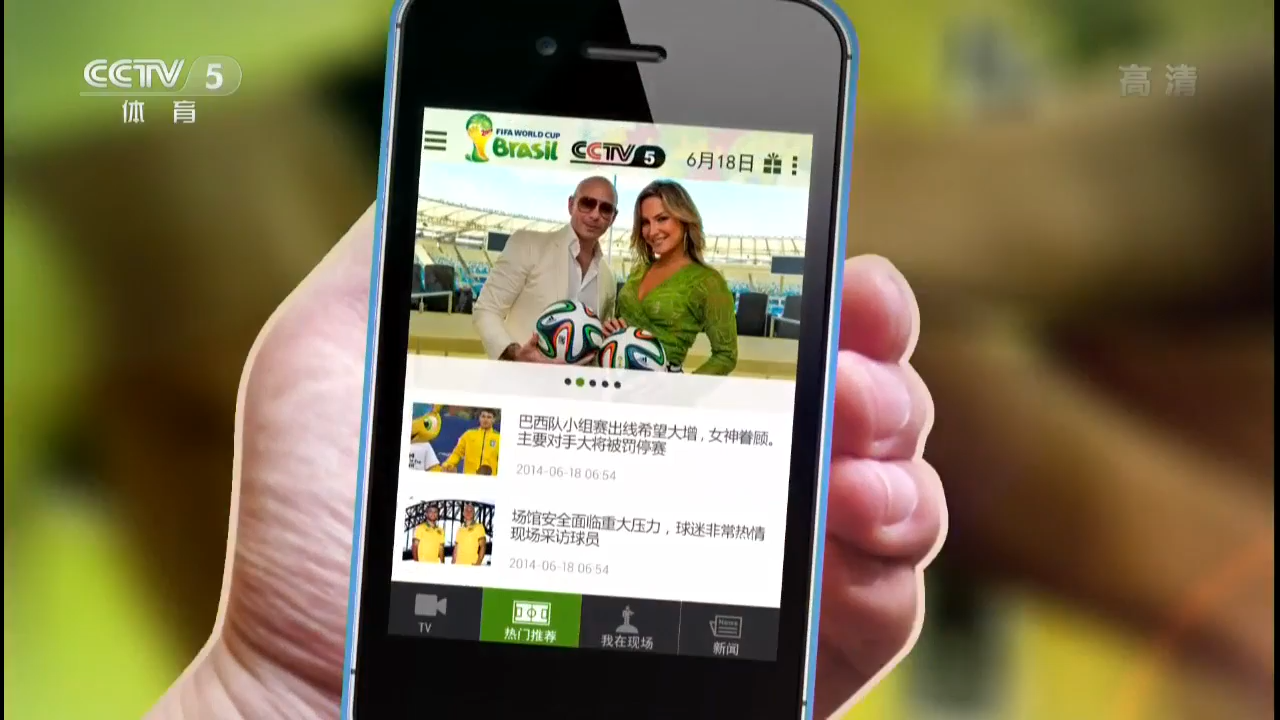 CCTV 5
体育
高清
FIFA WORLD CUP
Brasil
CCTV 5
6月18日
巴西队小组赛出线希望大增，女神眷顾。
主要对手大将被罚停赛
2014-06-18 06:54
场馆安全面临重大压力，球迷非常热情
现场采访球员
2014-06-18 06:54
TV
热门推荐
我在现场
News
新闻